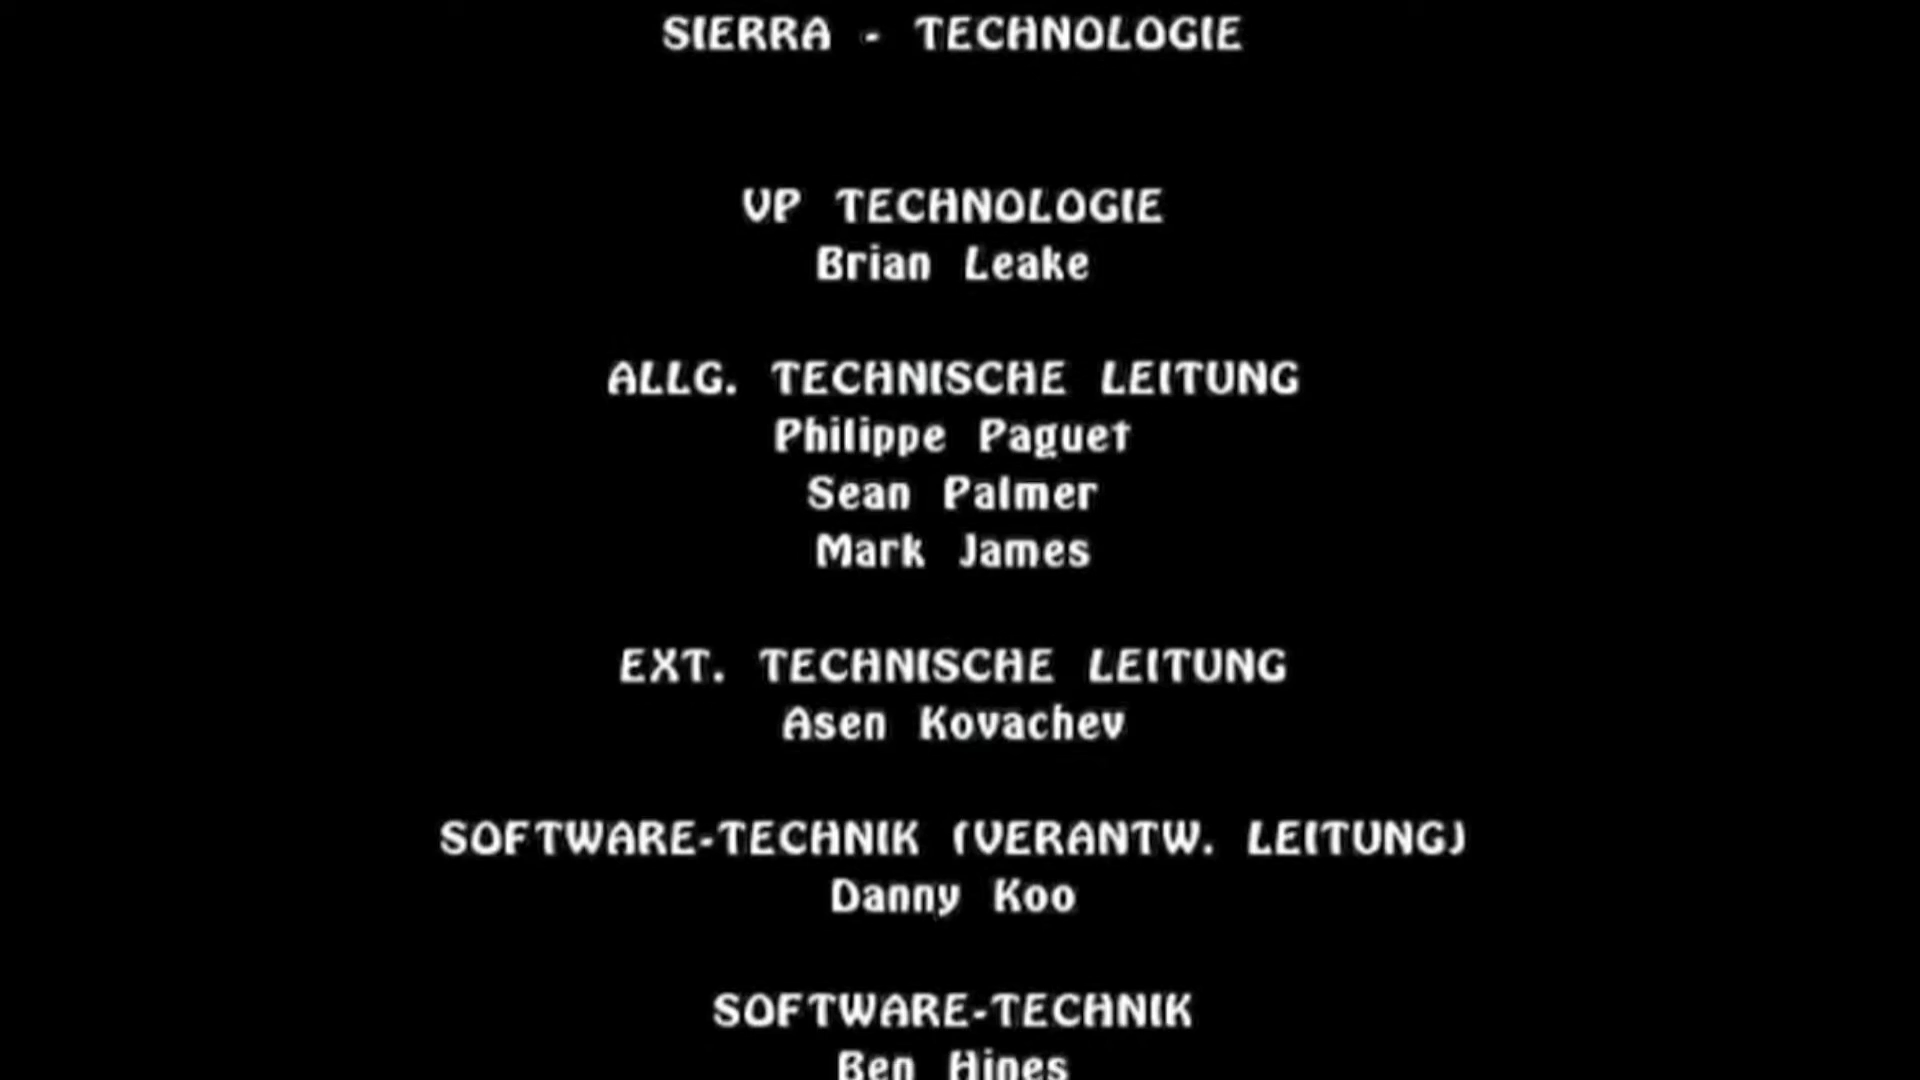 SIERRA - TECHNOLOGIE
VP TECHNOLOGIE
Brian Leake
ALLG. TECHNISCHE LEITUNG
Philippe Paguet
Sean Palmer
Mark James
EXT. TECHNISCHE LEITUNG
Asen Kovachev
SOFTWARE-TECHNIK (VERANTW. LEITUNG)
Danny Koo
SOFTWARE-TECHNIK
Ben Hines